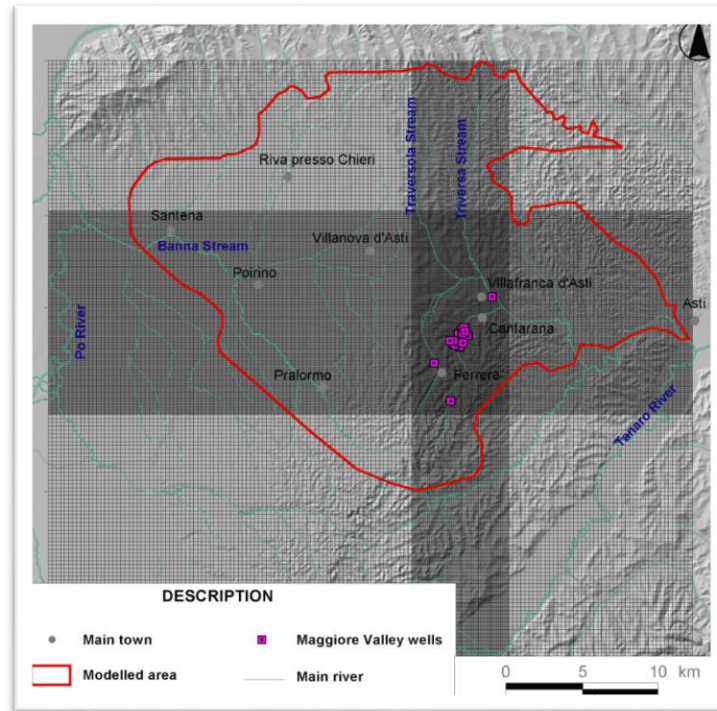 Traversola Stream
Triversa Stream
Riva presso Chieri
Santena
Banna Stream
Villanova d'Asti
Poirino
Villafranca d'Asti
Cantarana
Asti
Po River
Pralormo
Ferrere
Tanaro River
DESCRIPTION
Main town
Maggiore Valley wells
Modelled area
Main river
0 5 10 km